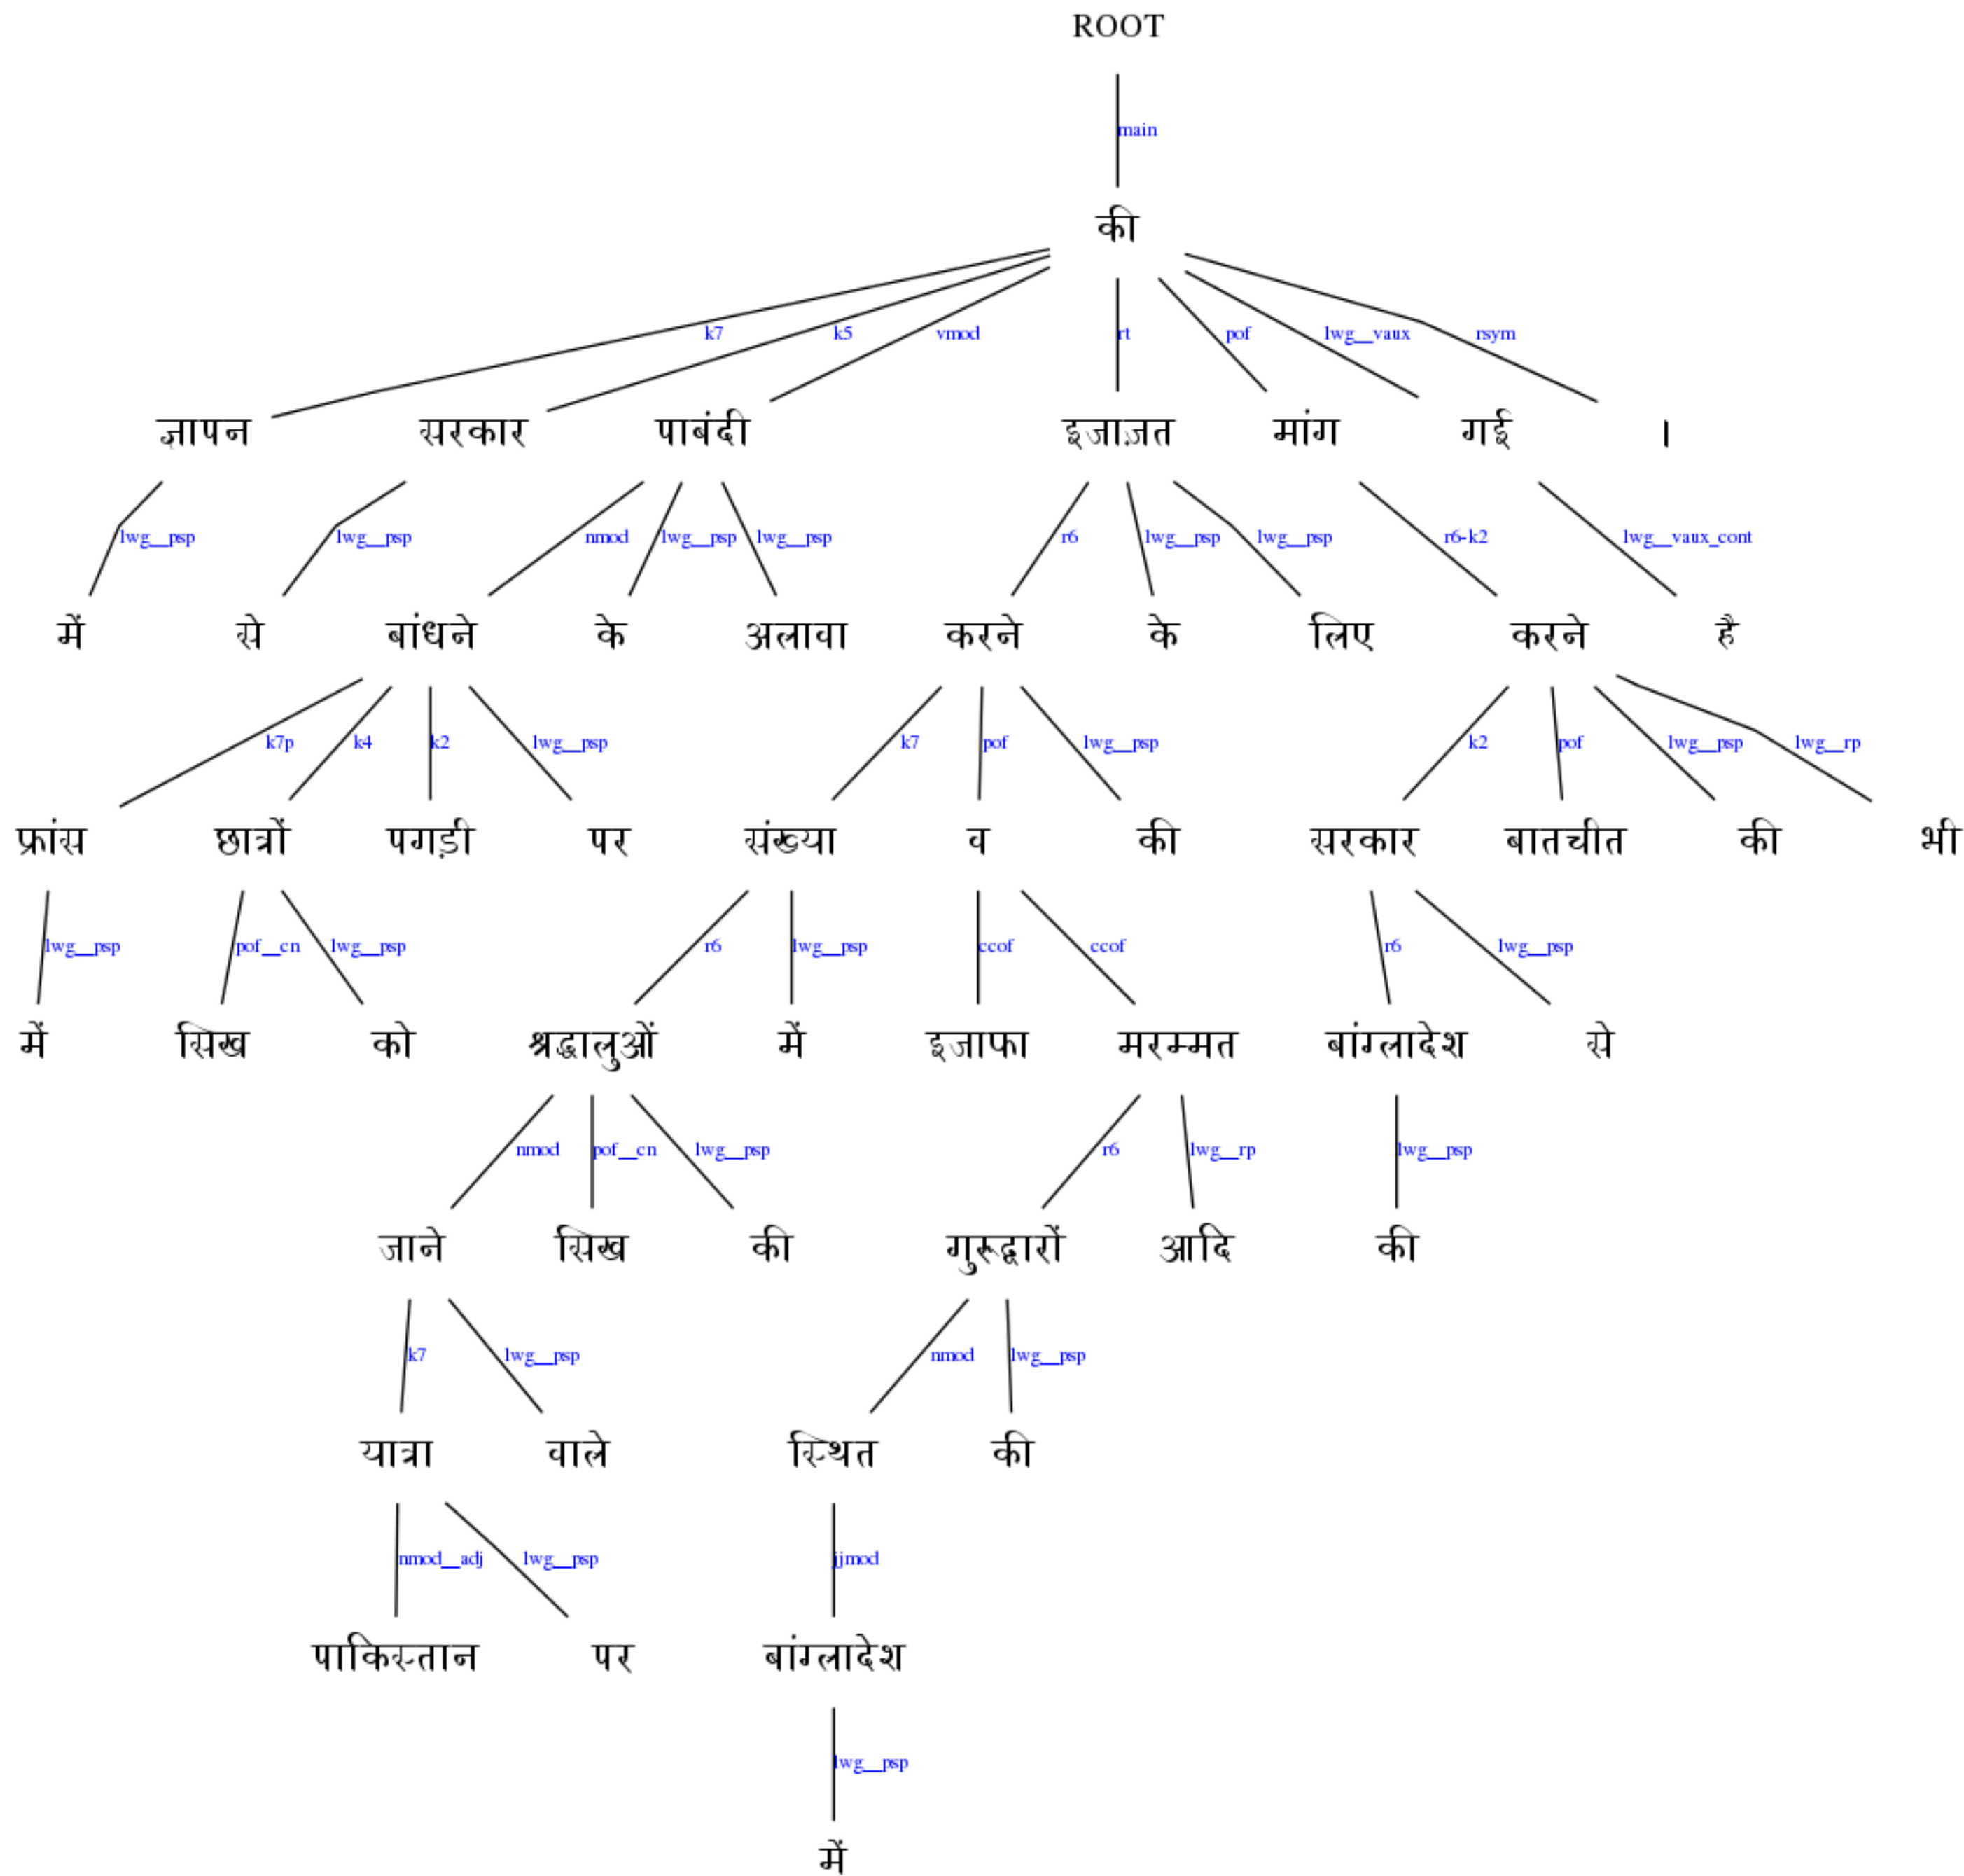 ROOT
main
की
k7 k5 vmod rt pof lwg__vaux rsym
ज्ञापन सरकार पाबंदी इजाज़त मांग गई ।
lwg__psp lwg__psp nmod lwg__psp lwg__psp r6 lwg__psp lwg__psp r6-k2 lwg__vaux_cont
में से बांधने के अलावा करने के लिए करने है
k7p k4 k2 lwg__psp k7 pof lwg__psp k2 pof lwg__psp lwg__rp
फ्रांस छात्रों पगड़ी पर संख्या व की सरकार बातचीत की भी
lwg__psp pof__cn lwg__psp r6 lwg__psp ccof ccof r6 lwg__psp
में सिख को श्रद्धालुओं में इजाफा मरम्मत बांग्लादेश से
nmod pof__cn lwg__psp r6 lwg__rp lwg__psp
जाने सिख की गुरूद्वारों आदि की
k7 lwg__psp nmod lwg__psp
यात्रा वाले स्थित की
nmod__adj lwg__psp jjmod
पाकिस्तान पर बांग्लादेश
lwg__psp
में